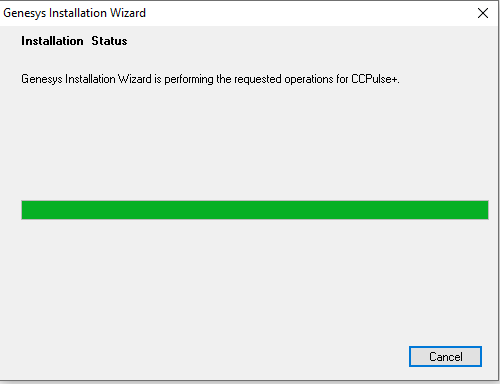 Genesys Installation Wizard
Installation Status
Genesys Installation Wizard is performing the requested operations for CCPulse+.
Cancel